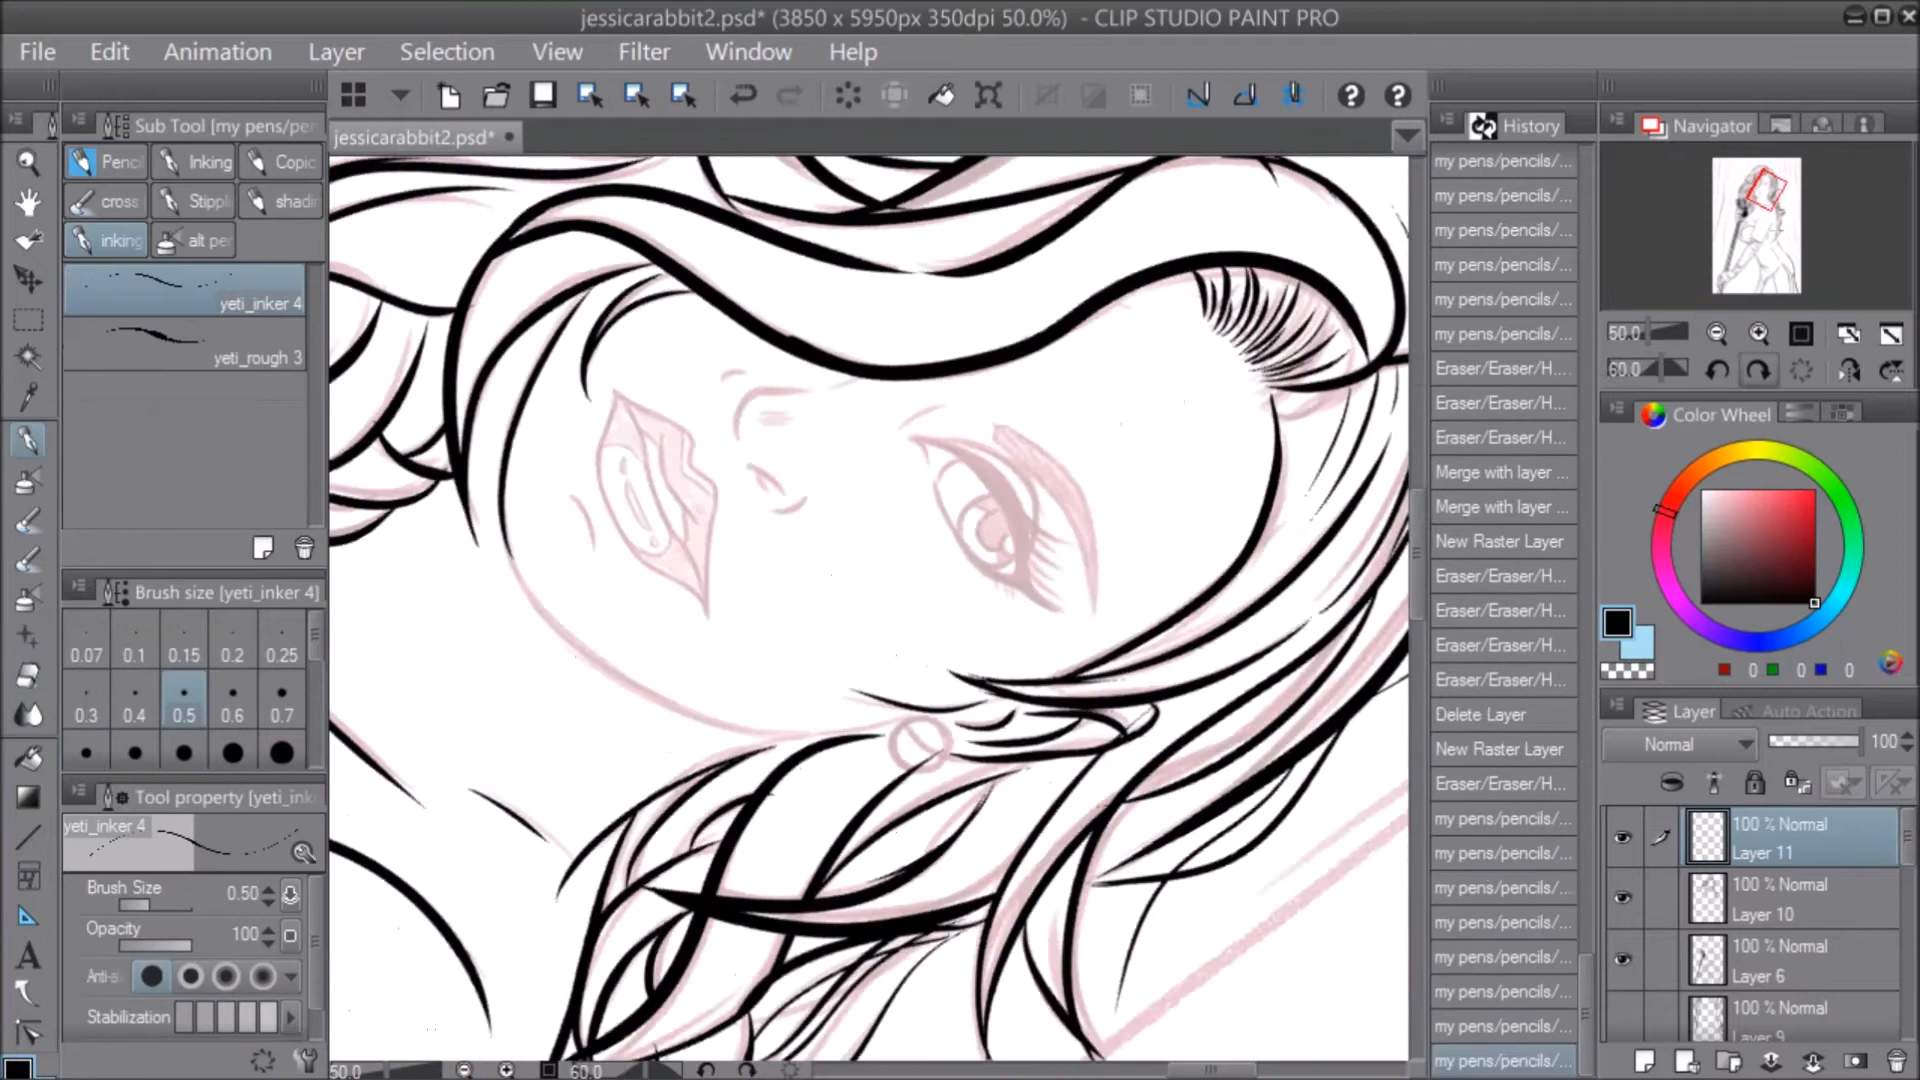 jessicarabbit2.psd* (3850 x 5950px 350dpi 50.0%) - CLIP STUDIO PAINT PRO
File Edit Animation Layer Selection View Filter Window Help
Sub Tool [my pens/pen
jessicarabbit2.psd*
History
Navigator
Pencil Inking Copic
cross Stippl shadin
inking alt pen
yeti_inker 4
yeti_rough 3
Brush size [yeti_inker 4]
0.07 0.1 0.15 0.2 0.25
0.3 0.4 0.5 0.6 0.7
Tool property [yeti_ink
yeti_inker 4
Brush Size 0.50
Opacity 100
Anti-al
Stabilization
50.0 60.0
my pens/pencils/...
my pens/pencils/...
my pens/pencils/...
my pens/pencils/...
my pens/pencils/...
my pens/pencils/...
Eraser/Eraser/H...
Eraser/Eraser/H...
Eraser/Eraser/H...
Merge with layer ...
Merge with layer ...
New Raster Layer
Eraser/Eraser/H...
Eraser/Eraser/H...
Eraser/Eraser/H...
Eraser/Eraser/H...
Delete Layer
New Raster Layer
Eraser/Eraser/H...
my pens/pencils/...
my pens/pencils/...
my pens/pencils/...
my pens/pencils/...
my pens/pencils/...
my pens/pencils/...
my pens/pencils/...
my pens/pencils/...
50.0
60.0
Color Wheel
0 0 0
Layer Auto Action
Normal 100
100 % Normal
Layer 11
100 % Normal
Layer 10
100 % Normal
Layer 6
100 % Normal
Layer 9